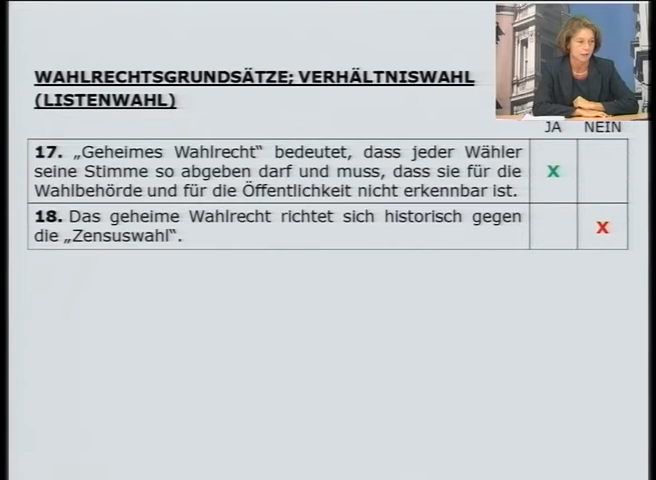 WAHLRECHTSGRUNDSÄTZE; VERHÄLTNISWAHL
(LISTENWAHL)
JA NEIN
17. „Geheimes Wahlrecht“ bedeutet, dass jeder Wähler
seine Stimme so abgeben darf und muss, dass sie für die
Wahlbehörde und für die Öffentlichkeit nicht erkennbar ist.
X
18. Das geheime Wahlrecht richtet sich historisch gegen
die „Zensuswahl“.
X